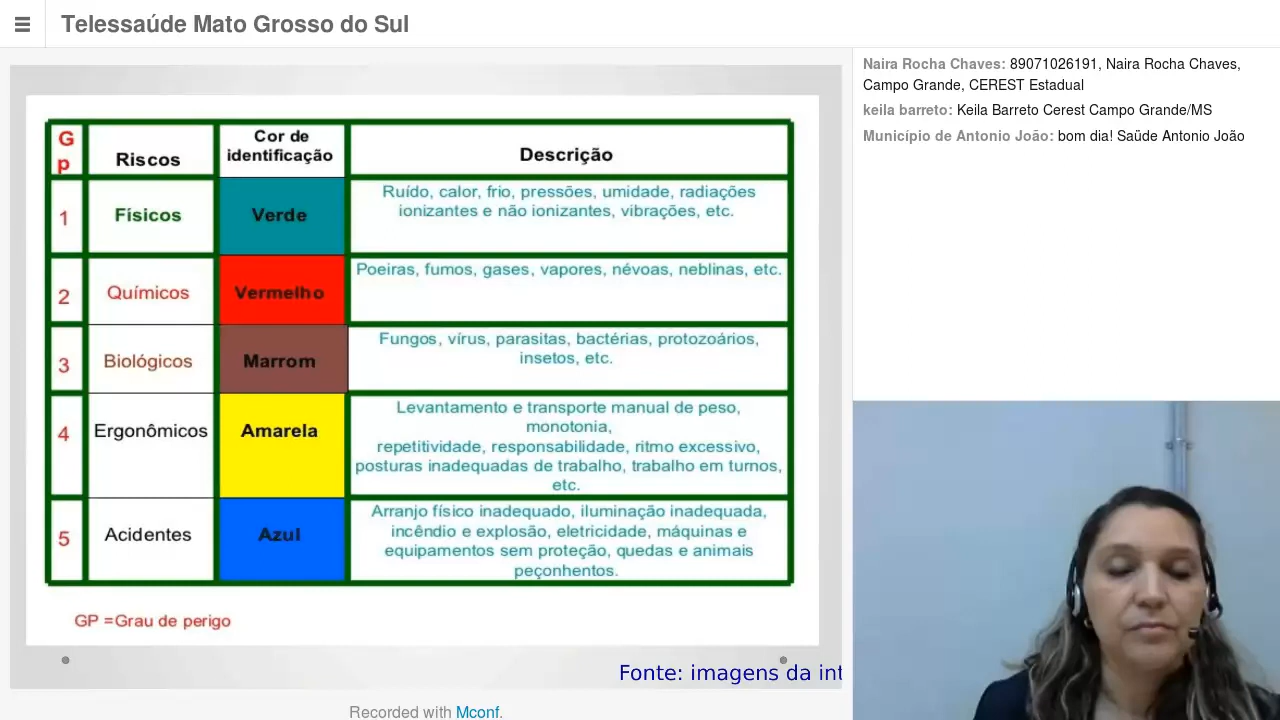 Telessaúde Mato Grosso do Sul
G
p
Riscos
Cor de
identificação
Descrição
1
Físicos
Verde
Ruído, calor, frio, pressões, umidade, radiações
ionizantes e não ionizantes, vibrações, etc.
2
Químicos
Vermelho
Poeiras, fumos, gases, vapores, névoas, neblinas, etc.
3
Biológicos
Marrom
Fungos, vírus, parasitas, bactérias, protozoários,
insetos, etc.
4
Ergonômicos
Amarela
Levantamento e transporte manual de peso,
monotonia,
repetitividade, responsabilidade, ritmo excessivo,
posturas inadequadas de trabalho, trabalho em turnos,
etc.
5
Acidentes
Azul
Arranjo físico inadequado, iluminação inadequada,
incêndio e explosão, eletricidade, máquinas e
equipamentos sem proteção, quedas e animais
peçonhentos.
GP =Grau de perigo
Fonte: imagens da int
Recorded with Mconf.
Naira Rocha Chaves: 89071026191, Naira Rocha Chaves,
Campo Grande, CEREST Estadual
keila barreto: Keila Barreto Cerest Campo Grande/MS
Município de Antonio João: bom dia! Saüde Antonio João